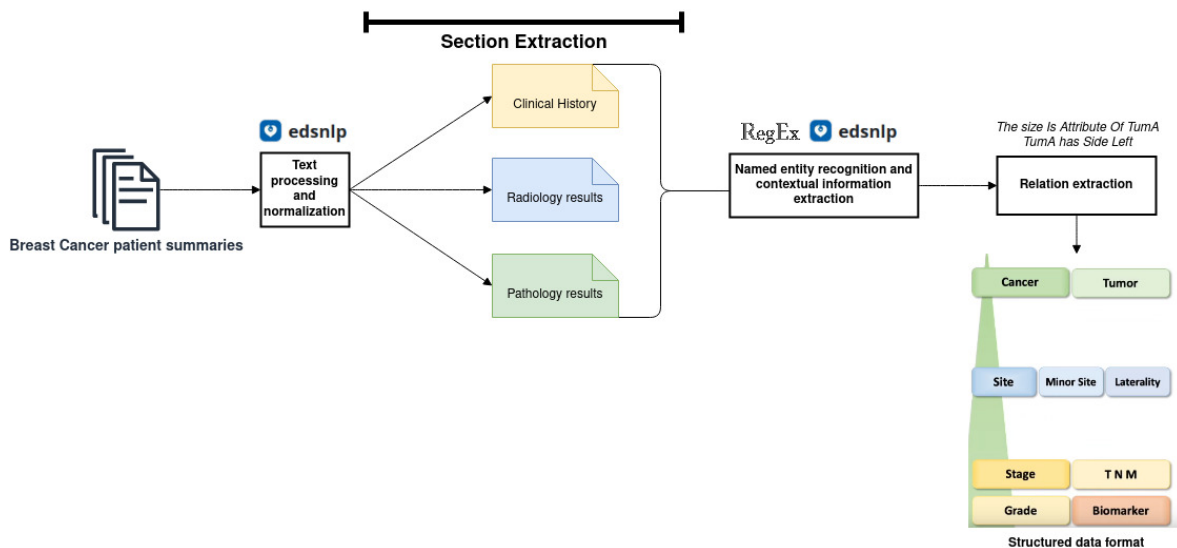 Section Extraction
Clinical History
edsnlp
Text
processing
and
normalization
Breast Cancer patient summaries
Radiology results
Pathology results
RegEx edsnlp
Named entity recognition and
contextual information
extraction
The size Is Attribute Of TumA
TumA has Side Left
Relation extraction
Cancer Tumor
Site Minor Site Laterality
Stage T N M
Grade Biomarker
Structured data format